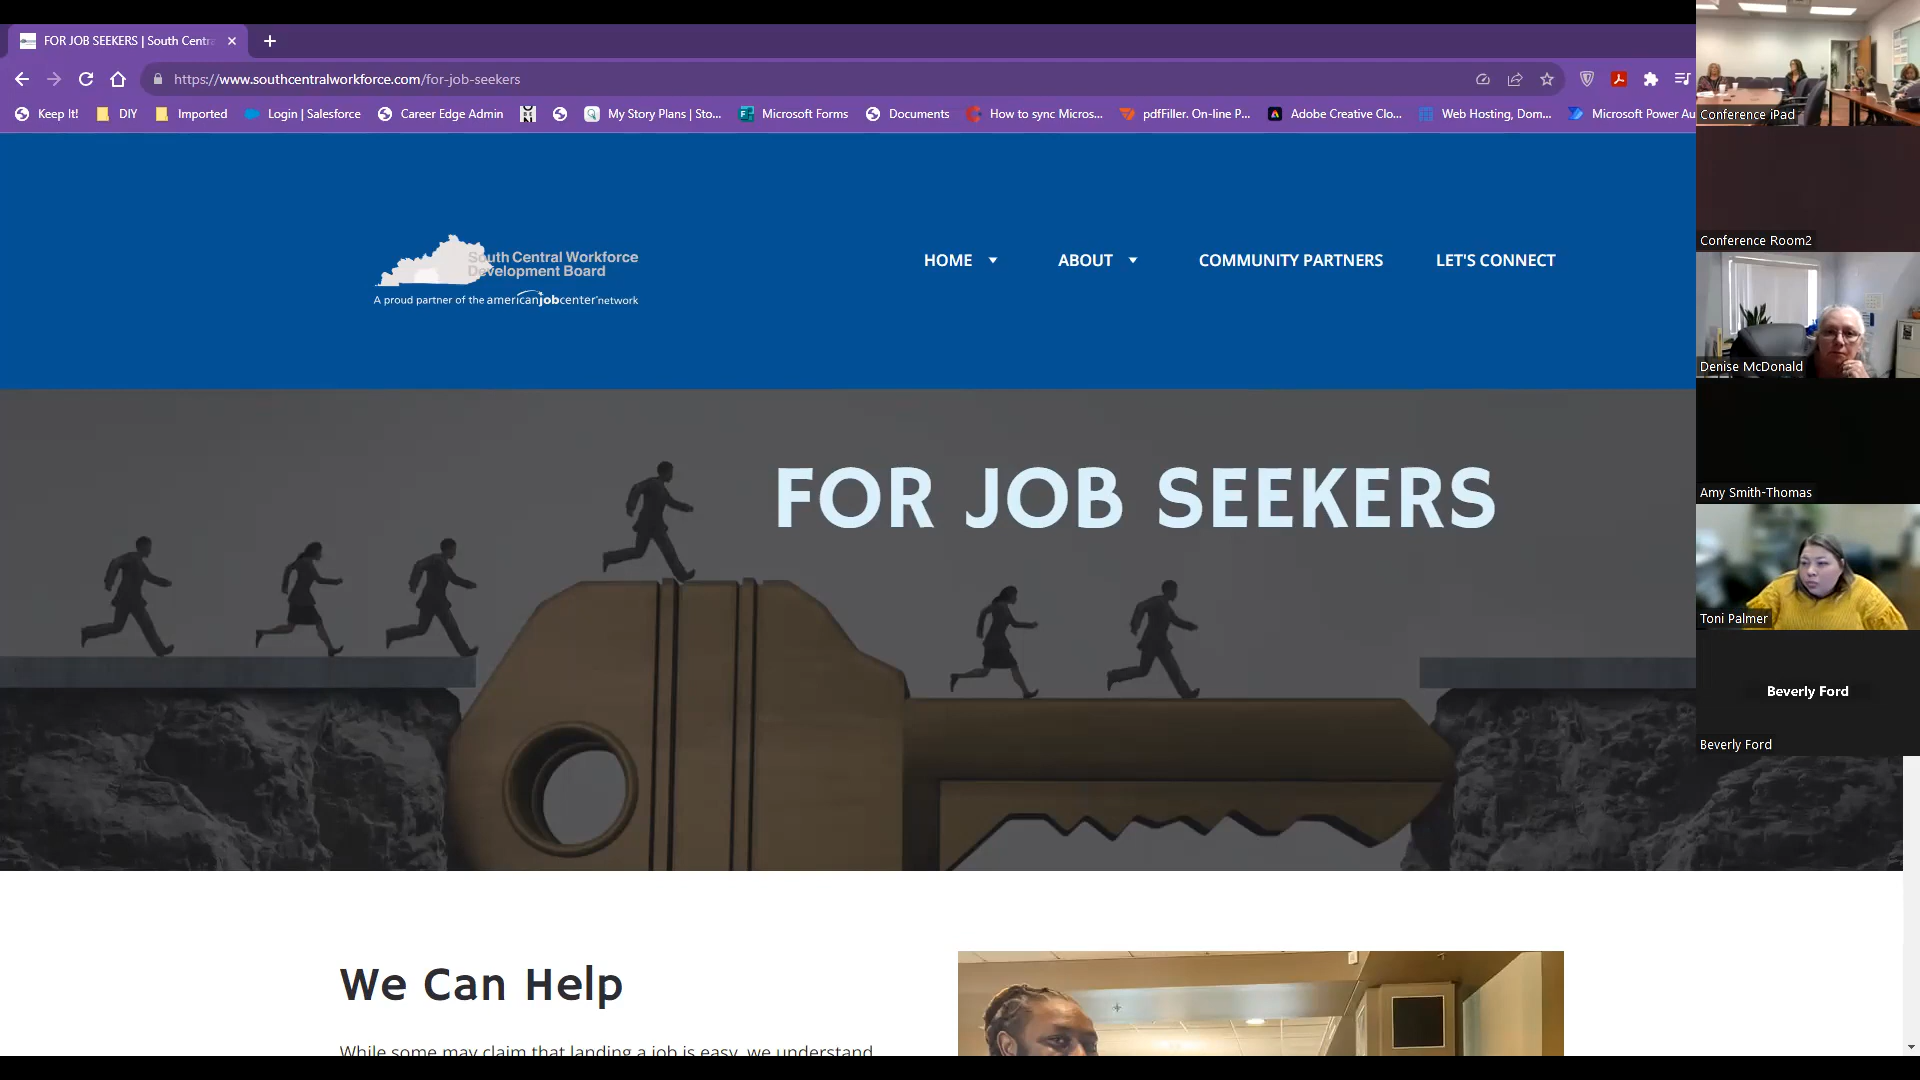 FOR JOB SEEKERS | South Centra
https://www.southcentralworkforce.com/for-job-seekers
Keep It!
DIY
Imported
Login | Salesforce
Career Edge Admin
My Story Plans | Sto...
Microsoft Forms
Documents
How to sync Micros...
pdfFiller. On-line P...
Adobe Creative Clo...
Web Hosting, Dom...
Microsoft Power Au
South Central Workforce
Development Board
A proud partner of the americanjobcenter network
HOME
ABOUT
COMMUNITY PARTNERS
LET'S CONNECT
FOR JOB SEEKERS
We Can Help
While some may claim that landing a job is easy, we understand
Conference iPad
Conference Room2
Denise McDonald
Amy Smith-Thomas
Toni Palmer
Beverly Ford
Beverly Ford